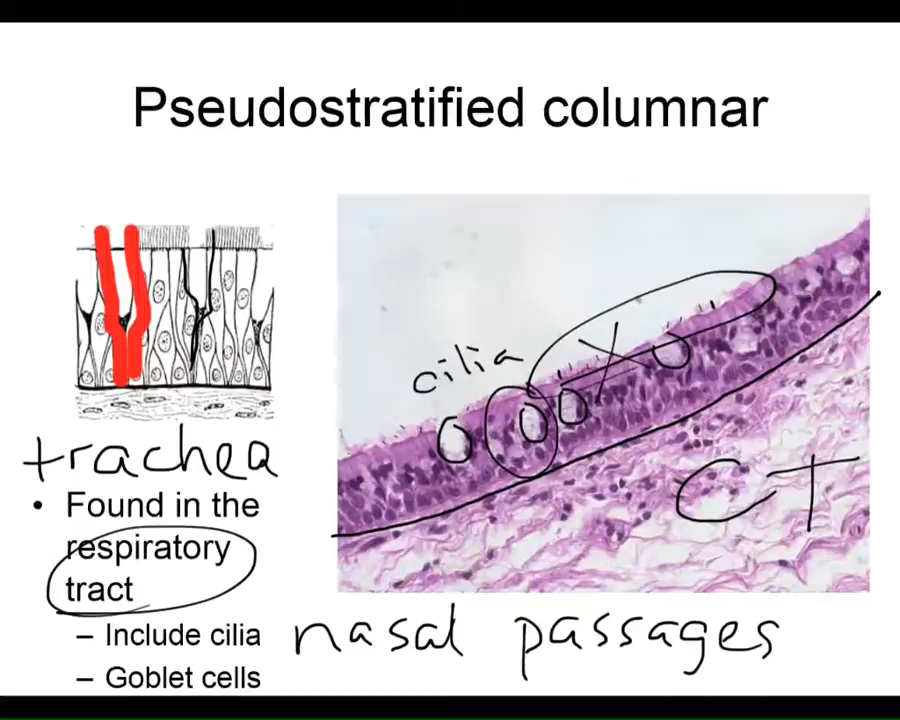 Pseudostratified columnar
cilia
CT
trachea
• Found in the
respiratory
tract
– Include cilia
– Goblet cells
nasal passages